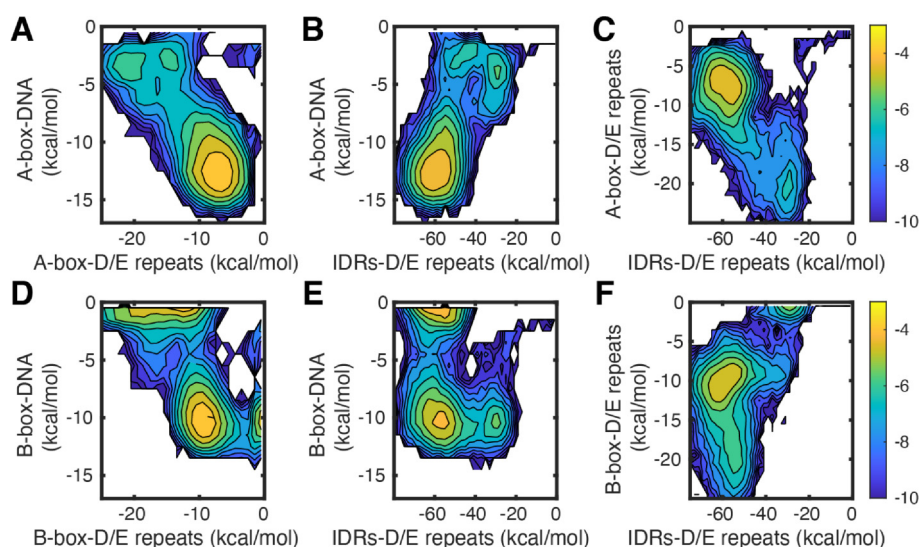 A
A-box-DNA
(kcal/mol)
0
-5
-10
-15
-20
-10
0
A-box-D/E repeats (kcal/mol)
B
A-box-DNA
(kcal/mol)
0
-5
-10
-15
-60
-40
-20
0
IDRs-D/E repeats (kcal/mol)
C
A-box-D/E repeats
(kcal/mol)
0
-5
-10
-15
-20
-60
-40
-20
0
IDRs-D/E repeats (kcal/mol)
-4
-6
-8
-10
D
B-box-DNA
(kcal/mol)
0
-5
-10
-15
-20
-10
0
B-box-D/E repeats (kcal/mol)
E
B-box-DNA
(kcal/mol)
0
-5
-10
-15
-60
-40
-20
0
IDRs-D/E repeats (kcal/mol)
F
B-box-D/E repeats
(kcal/mol)
0
-5
-10
-15
-20
-60
-40
-20
0
IDRs-D/E repeats (kcal/mol)
-4
-6
-8
-10